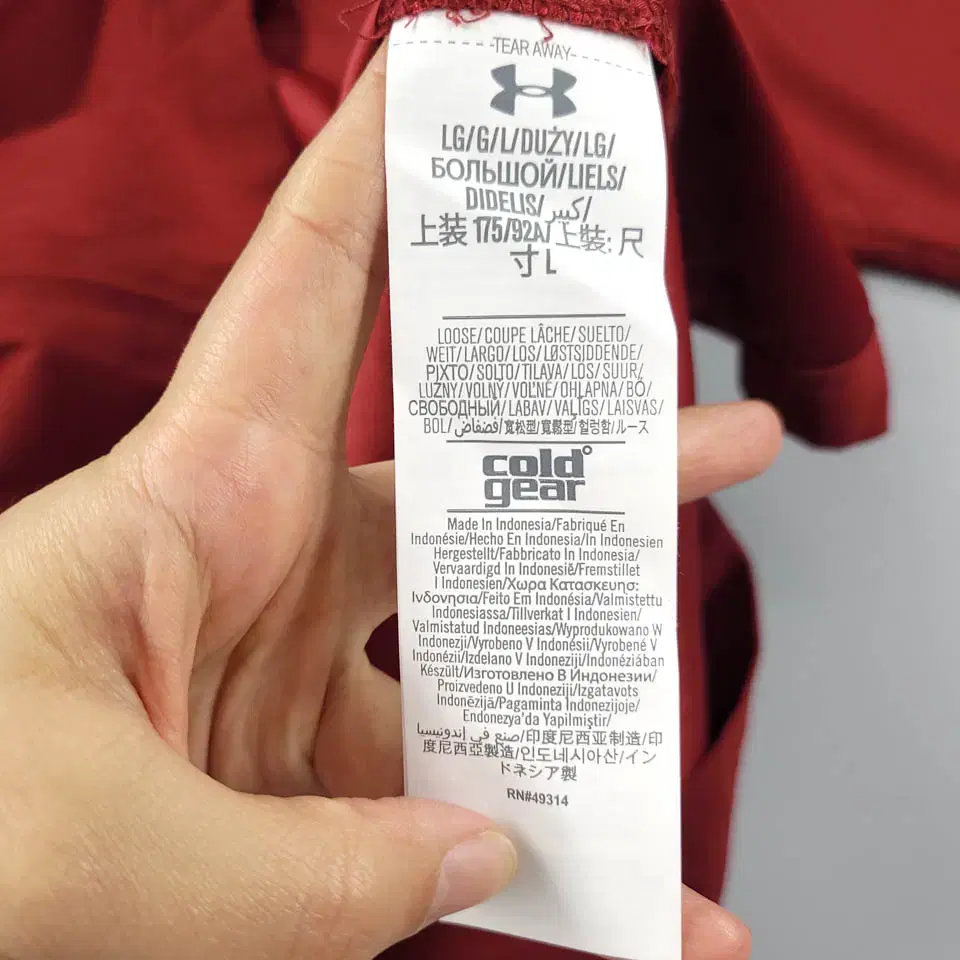 -TEAR AWAY-
LG/G/L/DUŻY/LG/
БОЛЬШОЙ/LIELS/
DIDELIS/كبير/
上装 175/92A/ 上裝: 尺
寸 L
LOOSE/COUPE LÂCHE/SUELTO/
WEIT/LARGO/LOS/LØSTSIDDENDE/
ΡΙΧΤΟ/SOLTO/TILAVA/LÖS/SUUR/
LUŹNY/VOLNÝ/VOĽNÉ/OHLAPNA/BŐ/
СВОБОДНЫЙ/LABAV/VALĪGS/LAISVAS/
BOL/فضفاض/寬松型/寬鬆型/헐렁함/ルース
cold°
gear
Made In Indonesia/Fabriqué En
Indonésie/Hecho En Indonesia/In Indonesien
Hergestellt/Fabbricato In Indonesia/
Vervaardigd In Indonesië/Fremstillet
I Indonesien/Χωρα Κατασκευησ:
Ινδονησια/Feito Em Indonésia/Valmistettu
Indonesiassa/Tillverkat I Indonesien/
Valmistatud Indoneesias/Wyprodukowano W
Indonezji/Vyrobeno V Indonésii/Vyrobené V
Indonézii/Izdelano V Indoneziji/Indonéziában
Készült/Изготовлено В Индонезии/
Proizvedeno U Indoneziji/Izgatavots
Indonēzijā/Pagaminta Indonezijoje/
Endonezya'da Yapilmiştir/
صنع في إندونيسيا/印度尼西亚制造/印
度尼西亞製造/인도네시아산/イン
ドネシア製
RN#49314